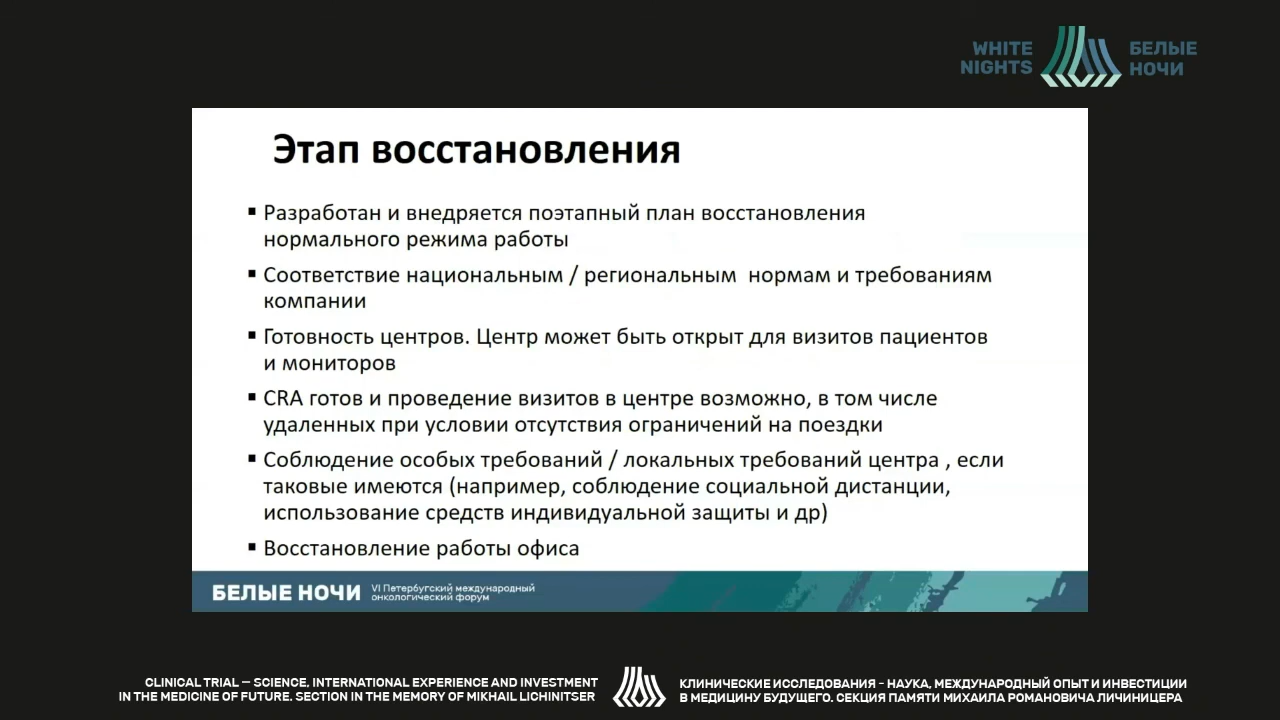 WHITE
NIGHTS
БЕЛЫЕ
НОЧИ
Этап восстановления
▪ Разработан и внедряется поэтапный план восстановления
нормального режима работы
▪ Соответствие национальным / региональным нормам и требованиям
компании
▪ Готовность центров. Центр может быть открыт для визитов пациентов
и мониторов
▪ CRA готов и проведение визитов в центре возможно, в том числе
удаленных при условии отсутствия ограничений на поездки
▪ Соблюдение особых требований / локальных требований центра , если
таковые имеются (например, соблюдение социальной дистанции,
использование средств индивидуальной защиты и др)
▪ Восстановление работы офиса
БЕЛЫЕ НОЧИ
VI Петербугский международный
онкологический форум
CLINICAL TRIAL – SCIENCE, INTERNATIONAL EXPERIENCE AND INVESTMENT
IN THE MEDICINE OF FUTURE. SECTION IN THE MEMORY OF MIKHAIL LICHINITSER
КЛИНИЧЕСКИЕ ИССЛЕДОВАНИЯ – НАУКА, МЕЖДУНАРОДНЫЙ ОПЫТ И ИНВЕСТИЦИИ
В МЕДИЦИНУ БУДУЩЕГО. СЕКЦИЯ ПАМЯТИ МИХАИЛА РОМАНОВИЧА ЛИЧИНИЦЕРА